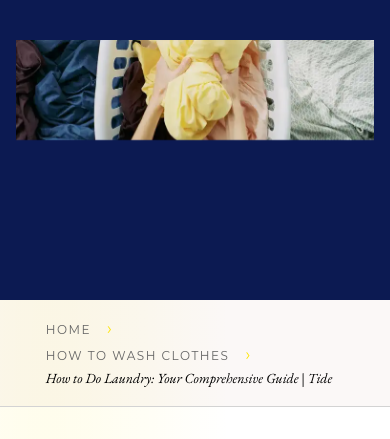 HOME
HOW TO WASH CLOTHES
How to Do Laundry: Your Comprehensive Guide | Tide